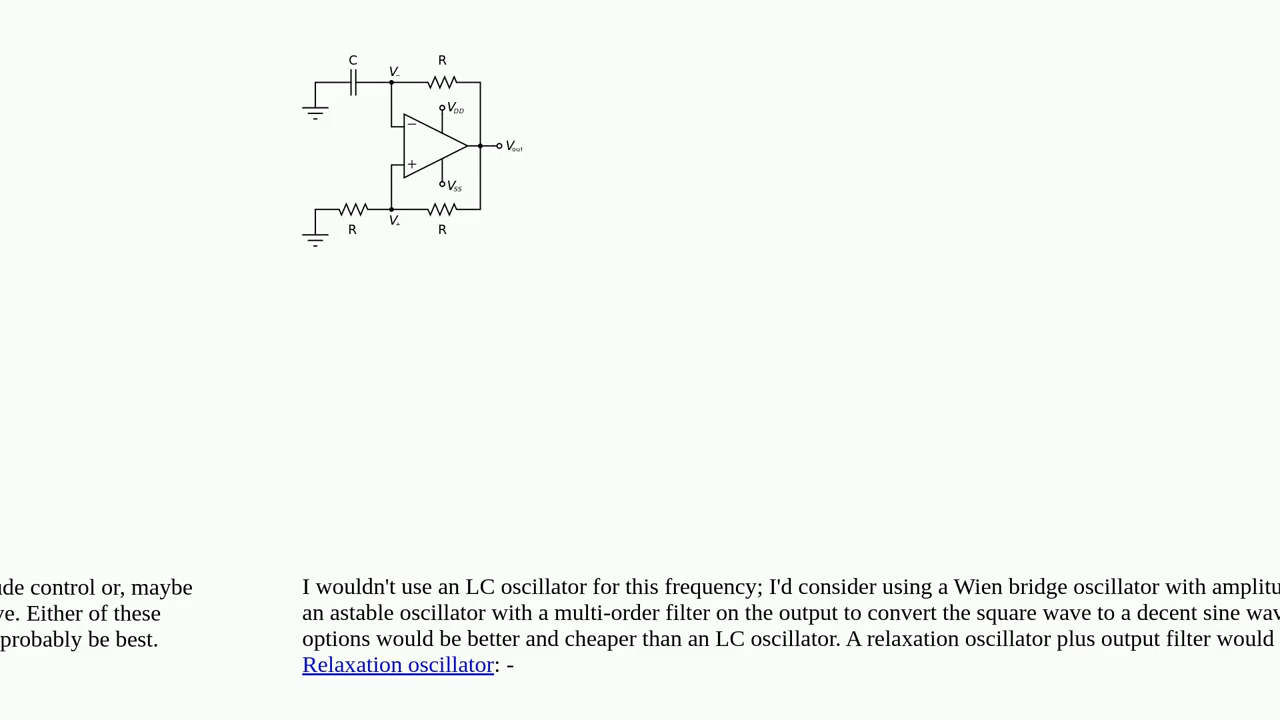 C
R
V_
V_DD
−
V_out
+
V_SS
V₊
R
R
ude control or, maybe
ve. Either of these
probably be best.
I wouldn't use an LC oscillator for this frequency; I'd consider using a Wien bridge oscillator with amplitu
an astable oscillator with a multi-order filter on the output to convert the square wave to a decent sine wav
options would be better and cheaper than an LC oscillator. A relaxation oscillator plus output filter would
Relaxation oscillator: -